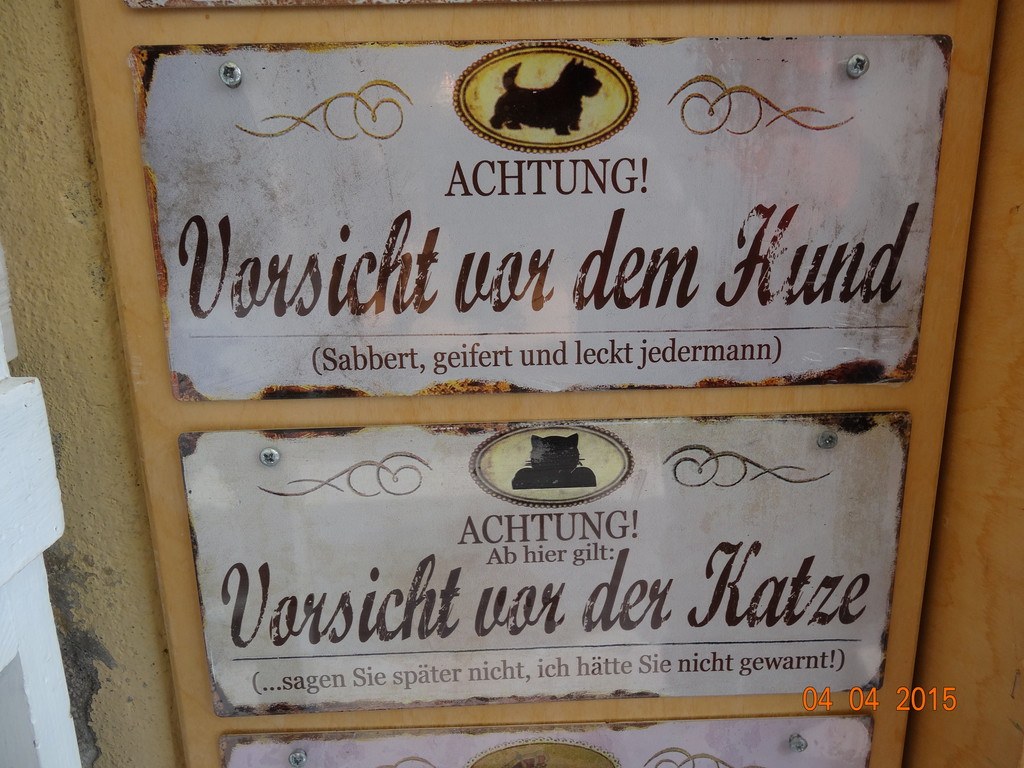 ACHTUNG!
Vorsicht vor dem Hund
(Sabbert, geifert und leckt jedermann)
ACHTUNG!
Ab hier gilt:
Vorsicht vor der Katze
(...sagen Sie später nicht, ich hätte Sie nicht gewarnt!)
04 04 2015